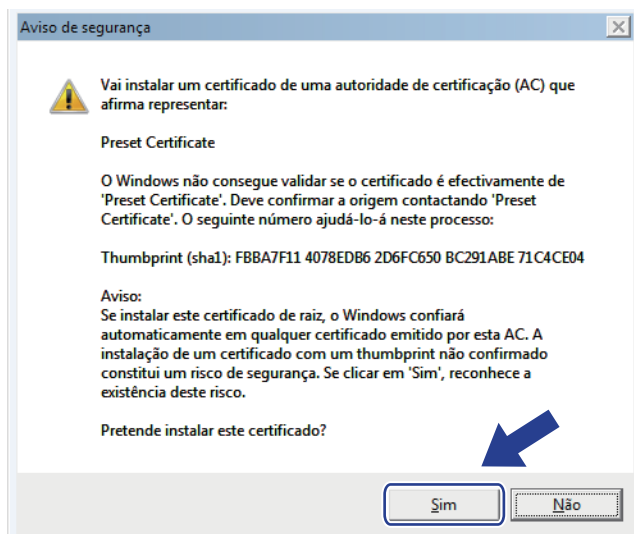 Aviso de segurança
Vai instalar um certificado de uma autoridade de certificação (AC) que
afirma representar:
Preset Certificate
O Windows não consegue validar se o certificado é efectivamente de
'Preset Certificate'. Deve confirmar a origem contactando 'Preset
Certificate'. O seguinte número ajudá-lo-á neste processo:
Thumbprint (sha1): FBBA7F11 4078EDB6 2D6FC650 BC291ABE 71C4CE04
Aviso:
Se instalar este certificado de raiz, o Windows confiará
automaticamente em qualquer certificado emitido por esta AC. A
instalação de um certificado com um thumbprint não confirmado
constitui um risco de segurança. Se clicar em 'Sim', reconhece a
existência deste risco.
Pretende instalar este certificado?
Sim Não